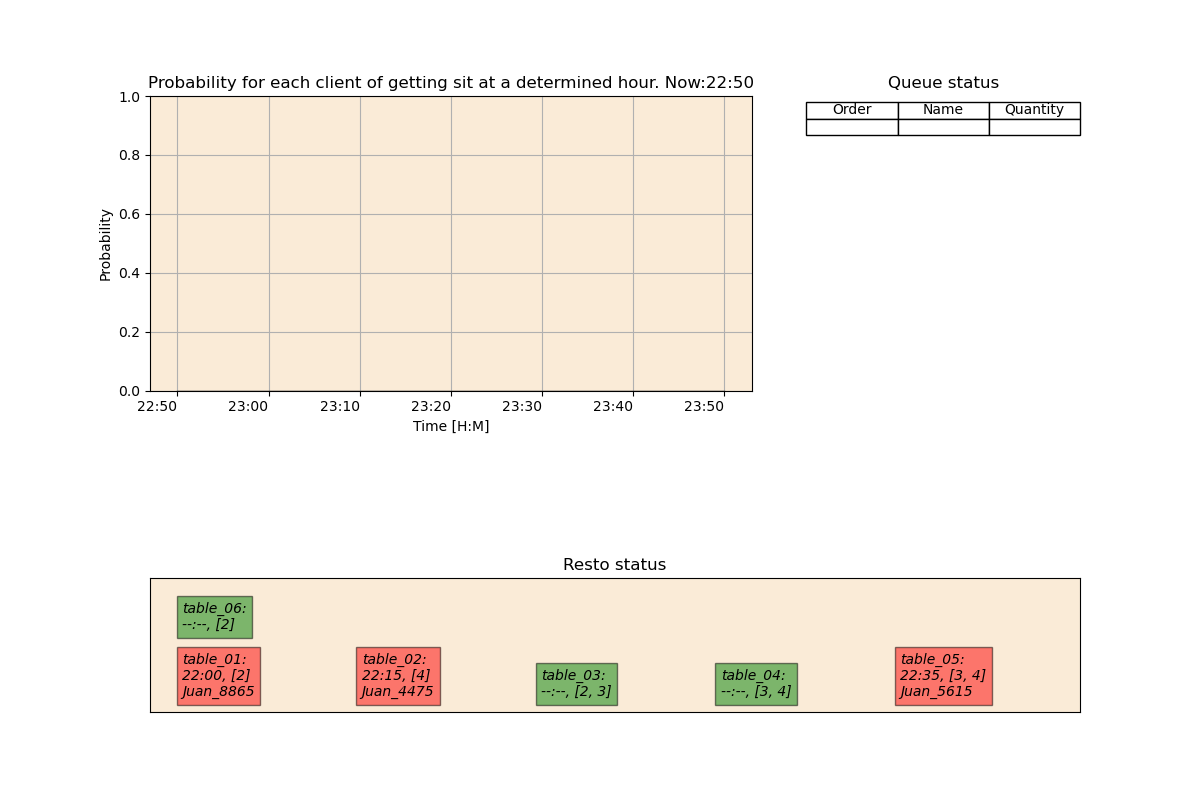 Probability for each client of getting sit at a determined hour. Now:22:50
1.0
0.8
0.6
0.4
0.2
0.0
Probability
22:50 23:00 23:10 23:20 23:30 23:40 23:50
Time [H:M]
Queue status
Order Name Quantity
Resto status
table_06:
--:--, [2]
table_01:
22:00, [2]
Juan_8865
table_02:
22:15, [4]
Juan_4475
table_03:
--:--, [2, 3]
table_04:
--:--, [3, 4]
table_05:
22:35, [3, 4]
Juan_5615